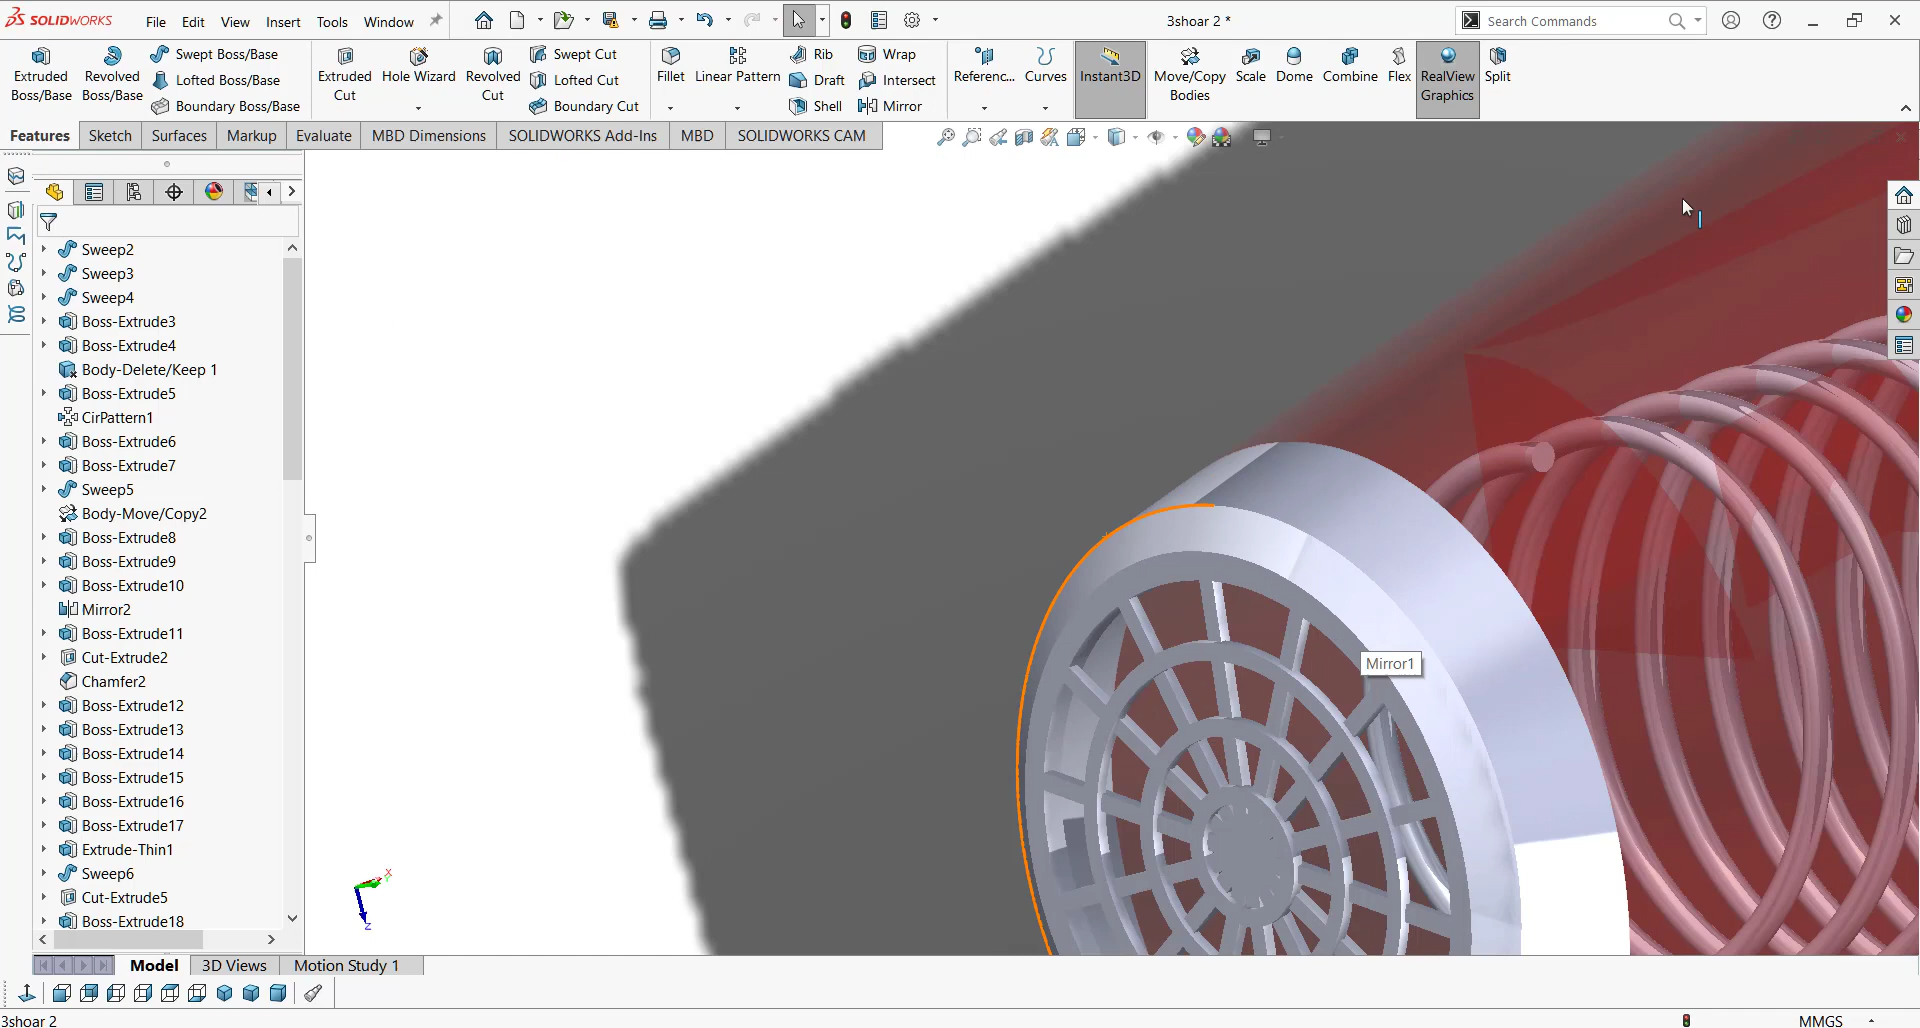 SOLIDWORKS
File Edit View Insert Tools Window
3shoar 2 *
Search Commands
Extruded Boss/Base
Revolved Boss/Base
Swept Boss/Base
Lofted Boss/Base
Boundary Boss/Base
Extruded Cut
Hole Wizard
Revolved Cut
Swept Cut
Lofted Cut
Boundary Cut
Fillet
Linear Pattern
Rib
Draft
Shell
Wrap
Intersect
Mirror
Referenc...
Curves
Instant3D
Move/Copy Bodies
Scale
Dome
Combine
Flex
RealView Graphics
Split
Features Sketch Surfaces Markup Evaluate MBD Dimensions SOLIDWORKS Add-Ins MBD SOLIDWORKS CAM
Sweep2
Sweep3
Sweep4
Boss-Extrude3
Boss-Extrude4
Body-Delete/Keep 1
Boss-Extrude5
CirPattern1
Boss-Extrude6
Boss-Extrude7
Sweep5
Body-Move/Copy2
Boss-Extrude8
Boss-Extrude9
Boss-Extrude10
Mirror2
Boss-Extrude11
Cut-Extrude2
Chamfer2
Boss-Extrude12
Boss-Extrude13
Boss-Extrude14
Boss-Extrude15
Boss-Extrude16
Boss-Extrude17
Extrude-Thin1
Sweep6
Cut-Extrude5
Boss-Extrude18
Mirror1
X
Y
Z
Model 3D Views Motion Study 1
3shoar 2
MMGS